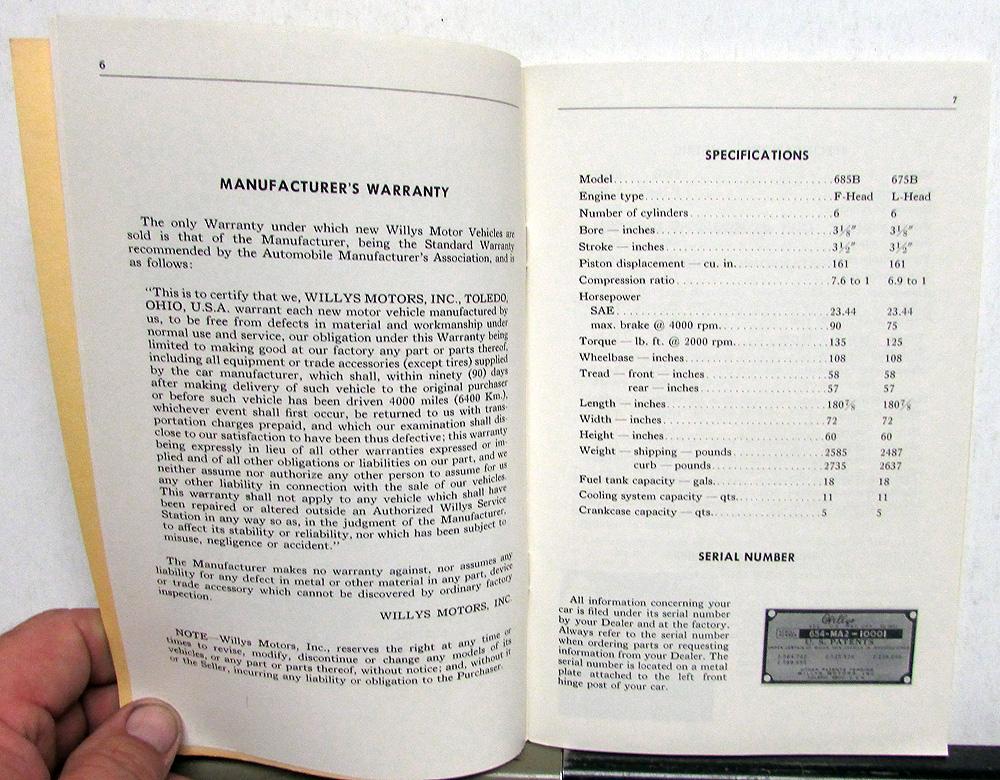 6
MANUFACTURER'S WARRANTY
The only Warranty under which new Willys Motor Vehicles are
sold is that of the Manufacturer, being the Standard Warranty
recommended by the Automobile Manufacturer's Association, and is
as follows:
"This is to certify that we, WILLYS MOTORS, INC., TOLEDO,
OHIO, U.S.A. warrant each new motor vehicle manufactured by
us, to be free from defects in material and workmanship under
normal use and service, our obligation under this Warranty being
limited to making good at our factory any part or parts thereof,
including all equipment or trade accessories (except tires) supplied
by the car manufacturer, which shall, within ninety (90) days
after making delivery of such vehicle to the original purchaser
or before such vehicle has been driven 4000 miles (6400 Km.),
whichever event shall first occur, be returned to us with trans-
portation charges prepaid, and which our examination shall dis-
close to our satisfaction to have been thus defective; this warranty
being expressly in lieu of all other warranties expressed or im-
plied and of all other obligations or liabilities on our part, and we
neither assume nor authorize any other person to assume for us
any other liability in connection with the sale of our vehicles.
This warranty shall not apply to any vehicle which shall have
been repaired or altered outside an Authorized Willys Service
Station in any way so as, in the judgment of the Manufacturer,
to affect its stability or reliability, nor which has been subject to
misuse, negligence or accident."
The Manufacturer makes no warranty against, nor assumes any
liability for any defect in metal or other material in any part, device
or trade accessory which cannot be discovered by ordinary factory
inspection.
WILLYS MOTORS, INC.
NOTE—Willys Motors, Inc., reserves the right at any time or
times to revise, modify, discontinue or change any models of its
vehicles, or any part or parts thereof, without notice; and, without it
or the Seller, incurring any liability or obligation to the Purchaser.
7
SPECIFICATIONS
Model 685B 675B
Engine type F-Head L-Head
Number of cylinders 6 6
Bore — inches 3⅛" 3⅛"
Stroke — inches 3½" 3½"
Piston displacement — cu. in. 161 161
Compression ratio 7.6 to 1 6.9 to 1
Horsepower
SAE 23.44 23.44
max. brake @ 4000 rpm. 90 75
Torque — lb. ft. @ 2000 rpm. 135 125
Wheelbase — inches 108 108
Tread — front — inches 58 58
rear — inches 57 57
Length — inches 180⅞ 180⅞
Width — inches 72 72
Height — inches 60 60
Weight — shipping — pounds 2585 2487
curb — pounds 2735 2637
Fuel tank capacity — gals. 18 18
Cooling system capacity — qts. 11 11
Crankcase capacity — qts. 5 5
SERIAL NUMBER
All information concerning your
car is filed under its serial number
by your Dealer and at the factory.
Always refer to the serial number
when ordering parts or requesting
information from your Dealer. The
serial number is located on a metal
plate attached to the left front
hinge post of your car.
Willys
654-MA2-10001
U. S. PATENTS
OTHER PATENTS PENDING
WILLYS MOTORS INC